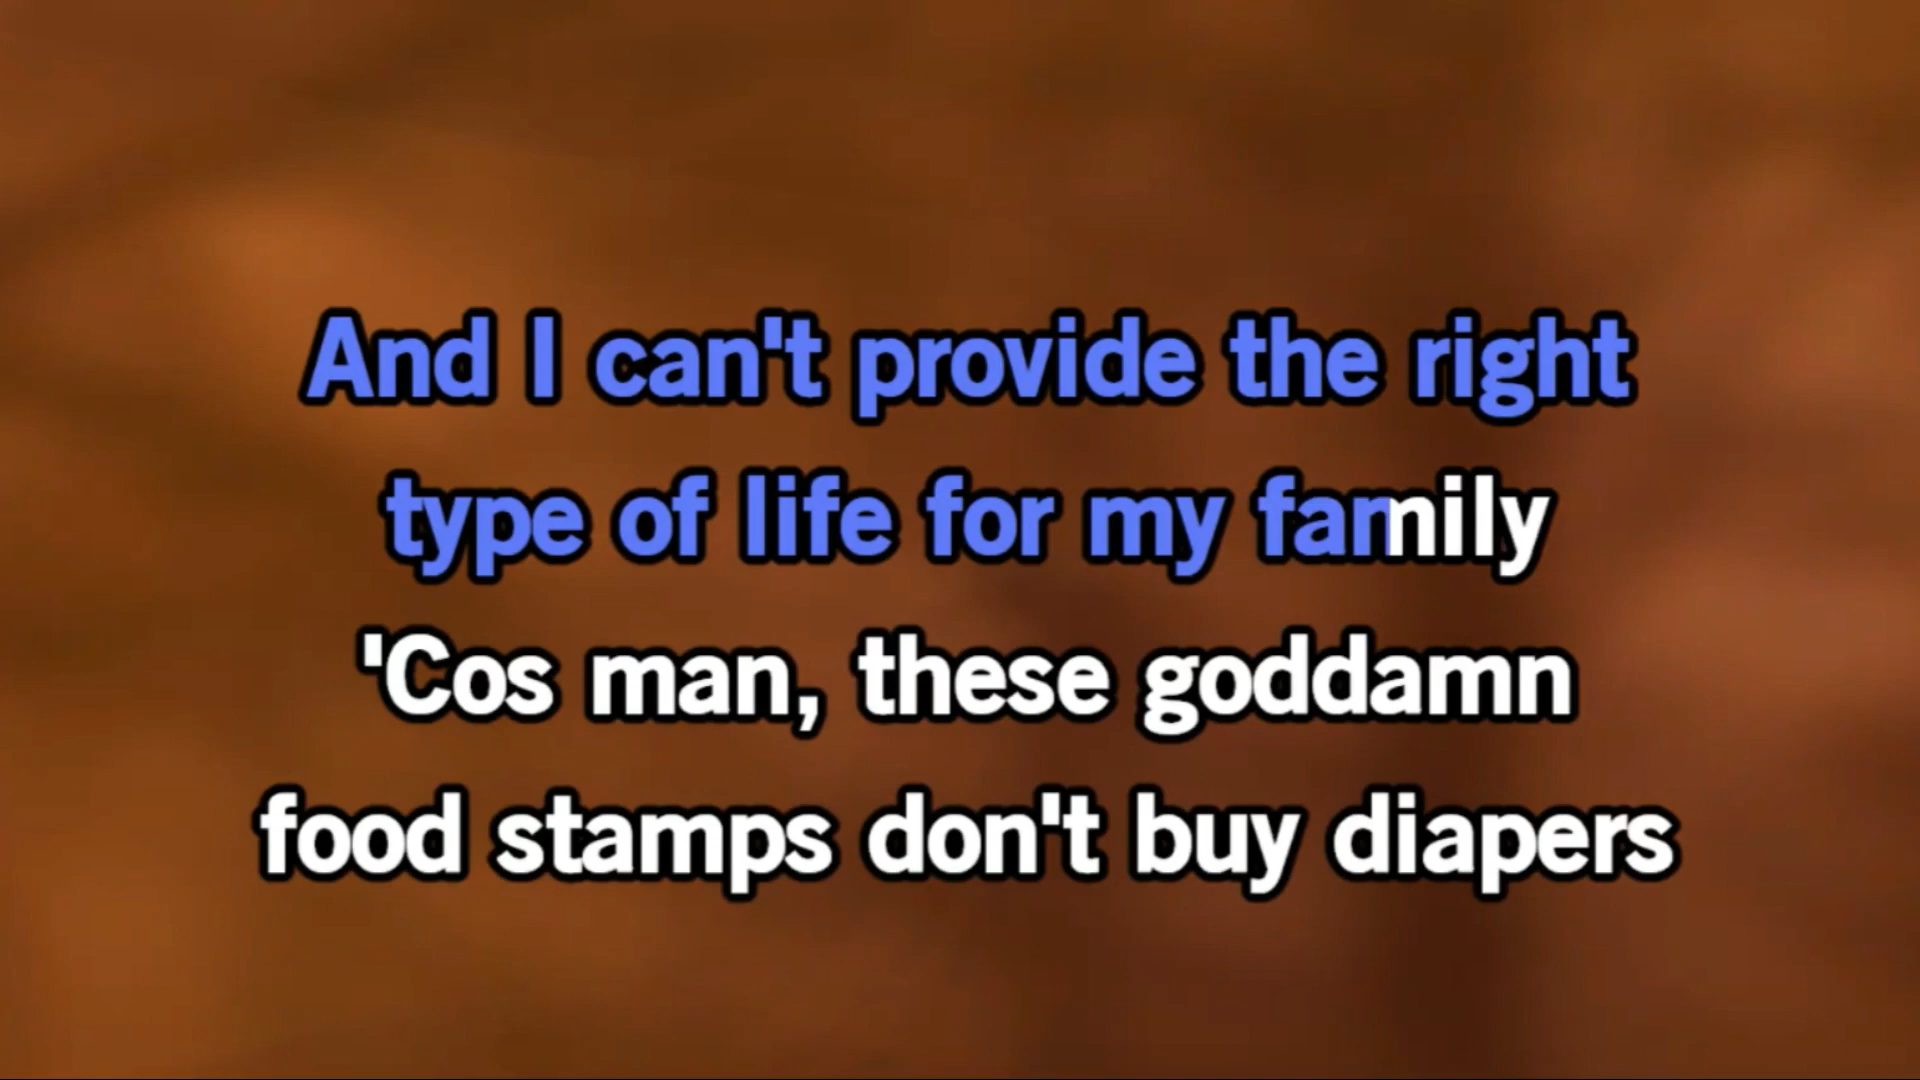 And I can't provide the right
type of life for my family
'Cos man, these goddamn
food stamps don't buy diapers